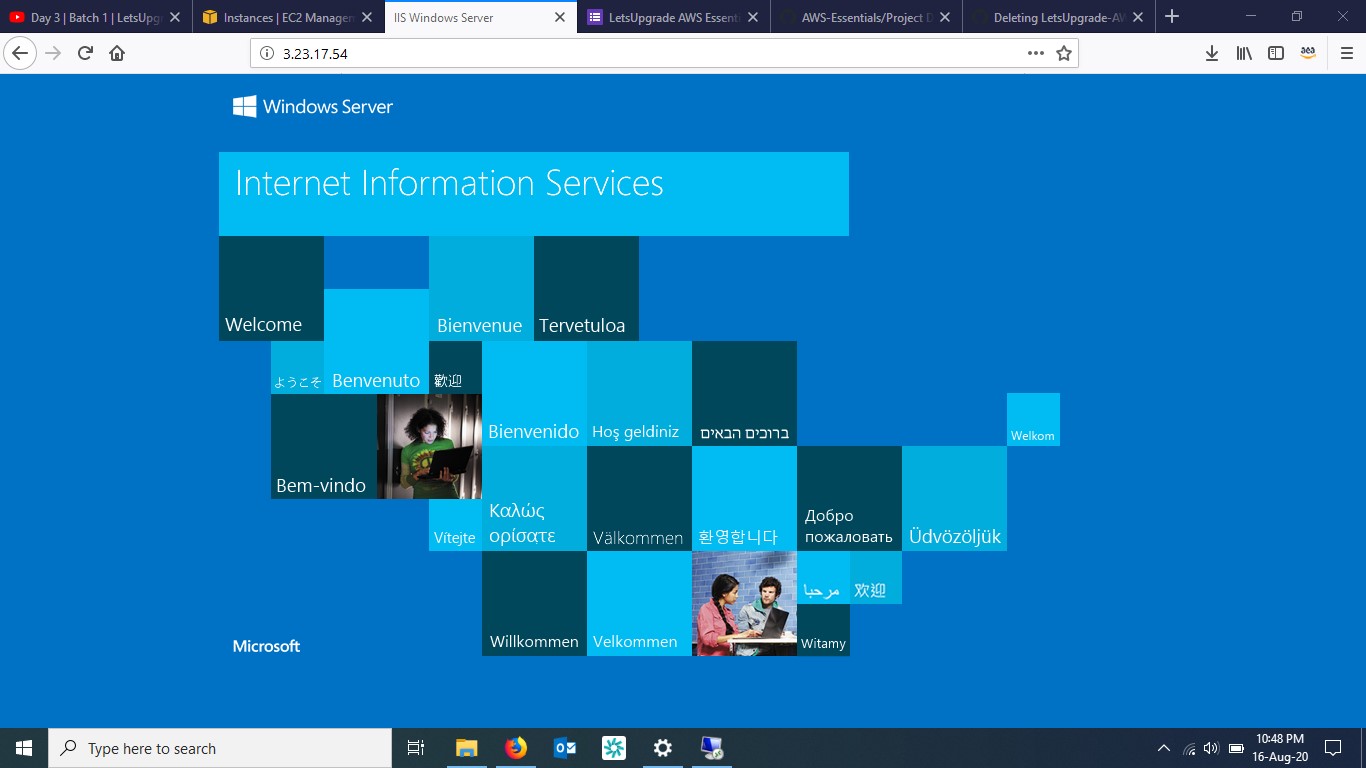 Day 3 | Batch 1 | LetsUpg
Instances | EC2 Managem
IIS Windows Server
LetsUpgrade AWS Essenti
AWS-Essentials/Project D
Deleting LetsUpgrade-AW
3.23.17.54
Windows Server
Internet Information Services
Welcome
Bienvenue
Tervetuloa
ようこそ
Benvenuto
歡迎
Bienvenido
Hoş geldiniz
ברוכים הבאים
Welkom
Bem-vindo
Vítejte
Καλώς
ορίσατε
Välkommen
환영합니다
Добро
пожаловать
Üdvözöljük
Willkommen
Velkommen
مرحبا
欢迎
Witamy
Microsoft
Type here to search
10:48 PM
16-Aug-20